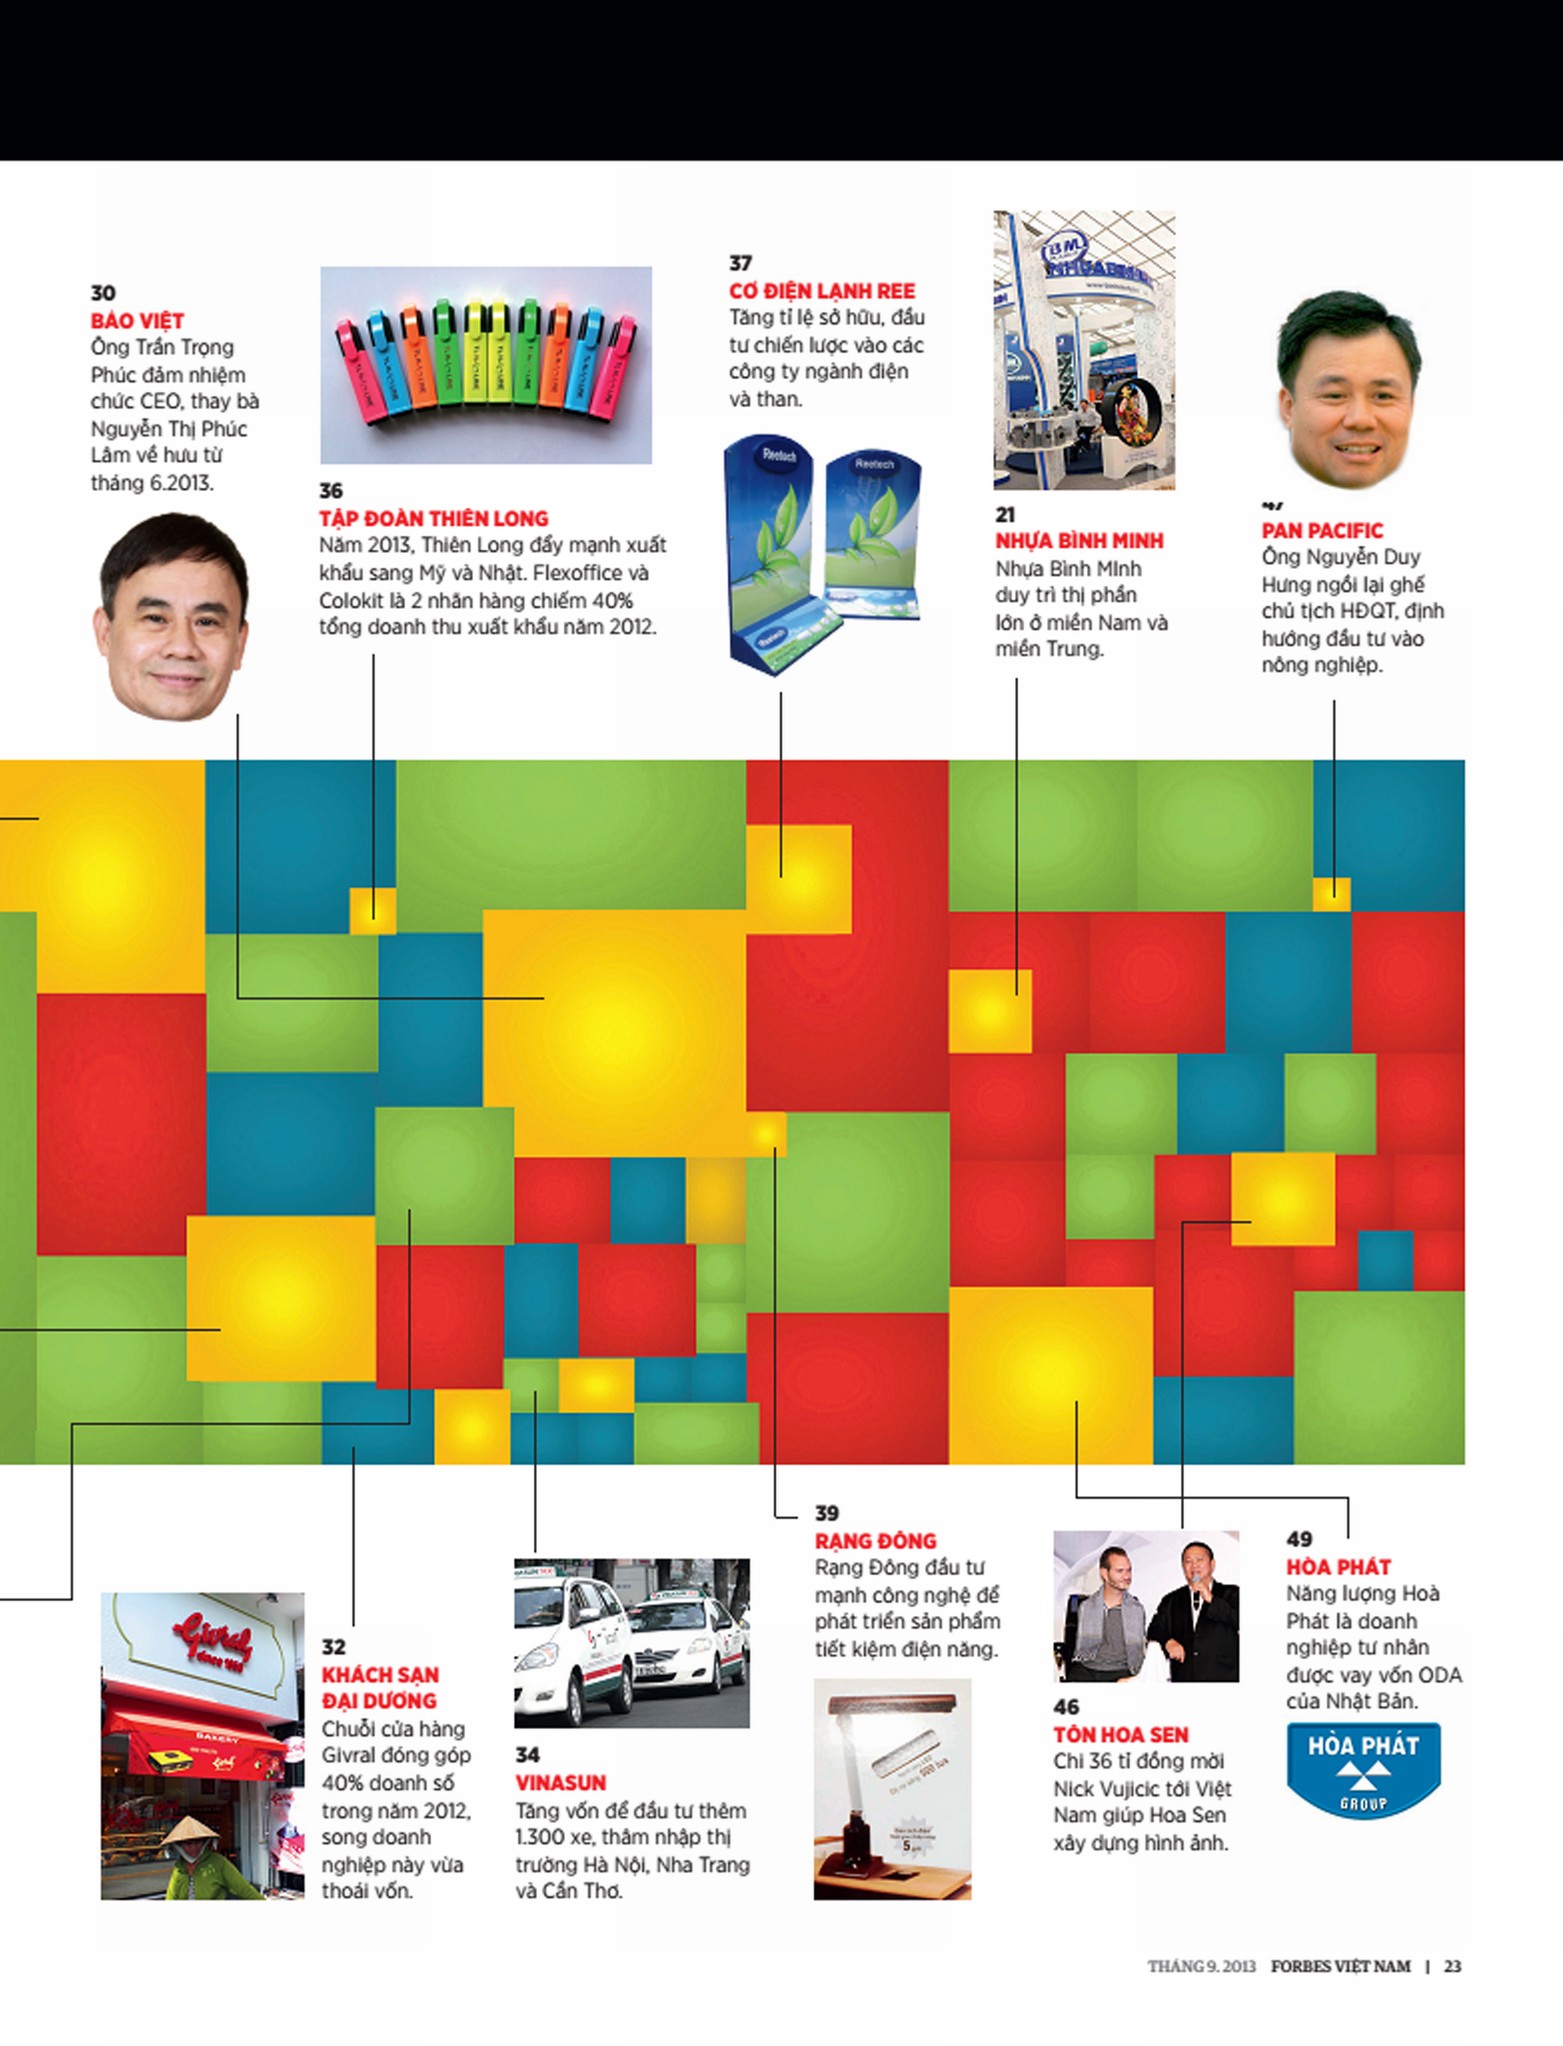 30
BẢO VIỆT
Ông Trần Trọng
Phúc đảm nhiệm
chức CEO, thay bà
Nguyễn Thị Phúc
Lâm về hưu từ
tháng 6.2013.
36
TẬP ĐOÀN THIÊN LONG
Năm 2013, Thiên Long đẩy mạnh xuất
khẩu sang Mỹ và Nhật. Flexoffice và
Colokit là 2 nhãn hàng chiếm 40%
tổng doanh thu xuất khẩu năm 2012.
37
CƠ ĐIỆN LẠNH REE
Tăng tỉ lệ sở hữu, đầu
tư chiến lược vào các
công ty ngành điện
và than.
Reetech
Reetech
Reetech
BM
21
NHỰA BÌNH MINH
Nhựa Bình MInh
duy trì thị phần
lớn ở miền Nam và
miền Trung.
PAN PACIFIC
Ông Nguyễn Duy
Hưng ngồi lại ghế
chủ tịch HĐQT, định
hướng đầu tư vào
nông nghiệp.
Givral
since 1950
BAKERY
32
KHÁCH SẠN
ĐẠI DƯƠNG
Chuỗi cửa hàng
Givral đóng góp
40% doanh số
trong năm 2012,
song doanh
nghiệp này vừa
thoái vốn.
34
VINASUN
Tăng vốn để đầu tư thêm
1.300 xe, thâm nhập thị
trường Hà Nội, Nha Trang
và Cần Thơ.
39
RẠNG ĐÔNG
Rạng Đông đầu tư
mạnh công nghệ để
phát triển sản phẩm
tiết kiệm điện năng.
46
TÔN HOA SEN
Chi 36 tỉ đồng mời
Nick Vujicic tới Việt
Nam giúp Hoa Sen
xây dựng hình ảnh.
49
HÒA PHÁT
Năng lượng Hoà
Phát là doanh
nghiệp tư nhân
được vay vốn ODA
của Nhật Bản.
HÒA PHÁT
GROUP
THÁNG 9. 2013 FORBES VIỆT NAM | 23